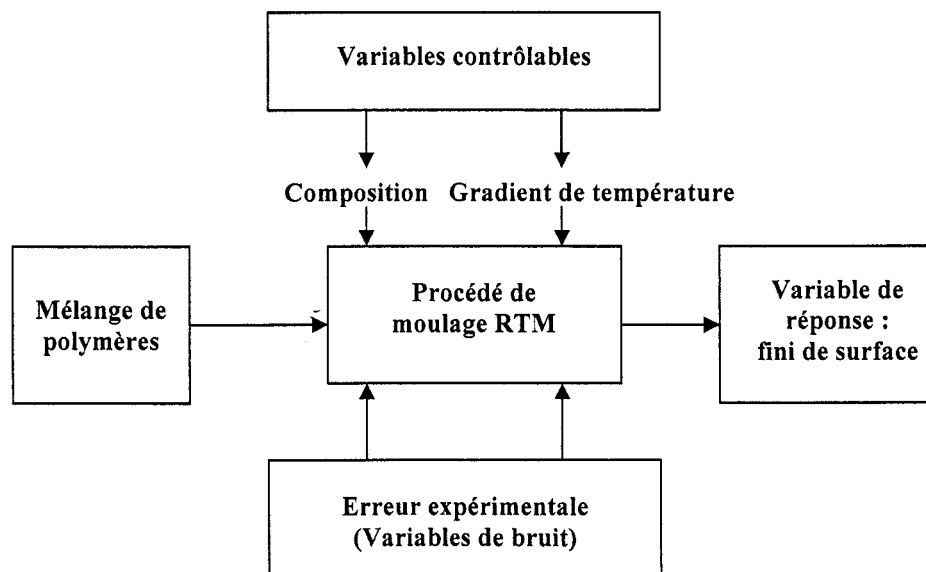 Variables contrôlables
Composition
Gradient de température
Mélange de
polymères
Procédé de
moulage RTM
Variable de
réponse :
fini de surface
Erreur expérimentale
(Variables de bruit)